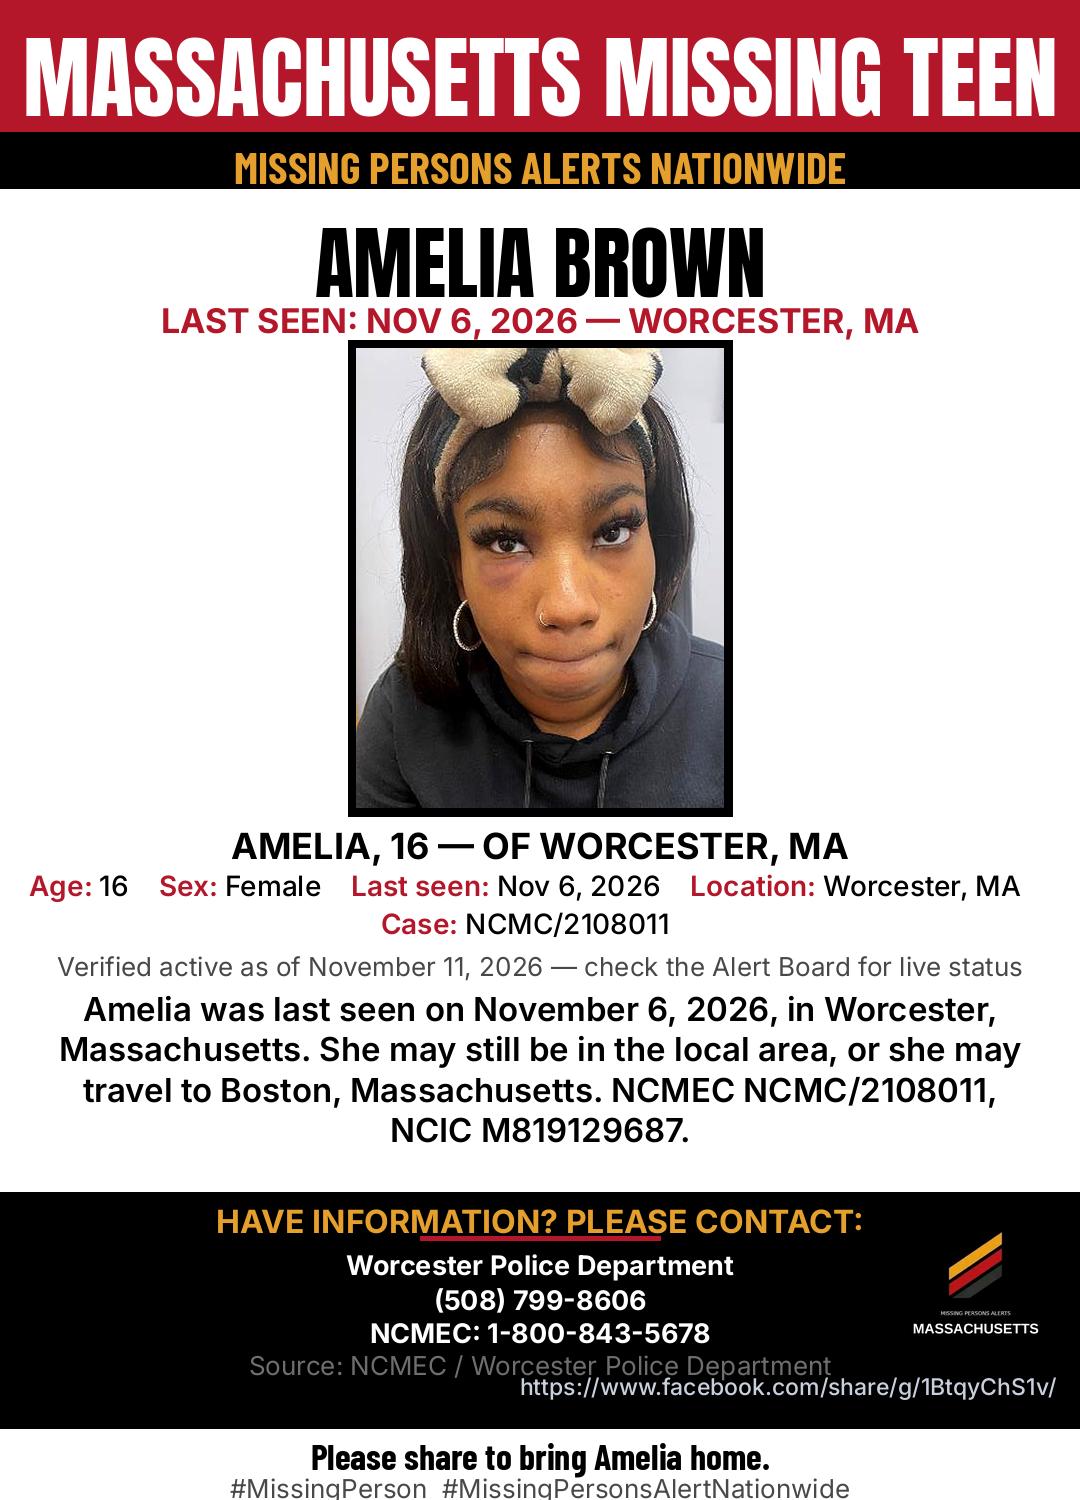 MASSACHUSETTS MISSING TEEN
MISSING PERSONS ALERTS NATIONWIDE
AMELIA BROWN
LAST SEEN: NOV 6, 2026 — WORCESTER, MA
AMELIA, 16 — OF WORCESTER, MA
Age: 16 Sex: Female Last seen: Nov 6, 2026 Location: Worcester, MA
Case: NCMC/2108011
Verified active as of November 11, 2026 — check the Alert Board for live status
Amelia was last seen on November 6, 2026, in Worcester,
Massachusetts. She may still be in the local area, or she may
travel to Boston, Massachusetts. NCMEC NCMC/2108011,
NCIC M819129687.
HAVE INFORMATION? PLEASE CONTACT:
Worcester Police Department
(508) 799-8606
NCMEC: 1-800-843-5678
Source: NCMEC / Worcester Police Department
MISSING PERSONS ALERTS
MASSACHUSETTS
https://www.facebook.com/share/g/1BtqyChS1v/
Please share to bring Amelia home.
#MissingPerson #MissingPersonsAlertNationwide